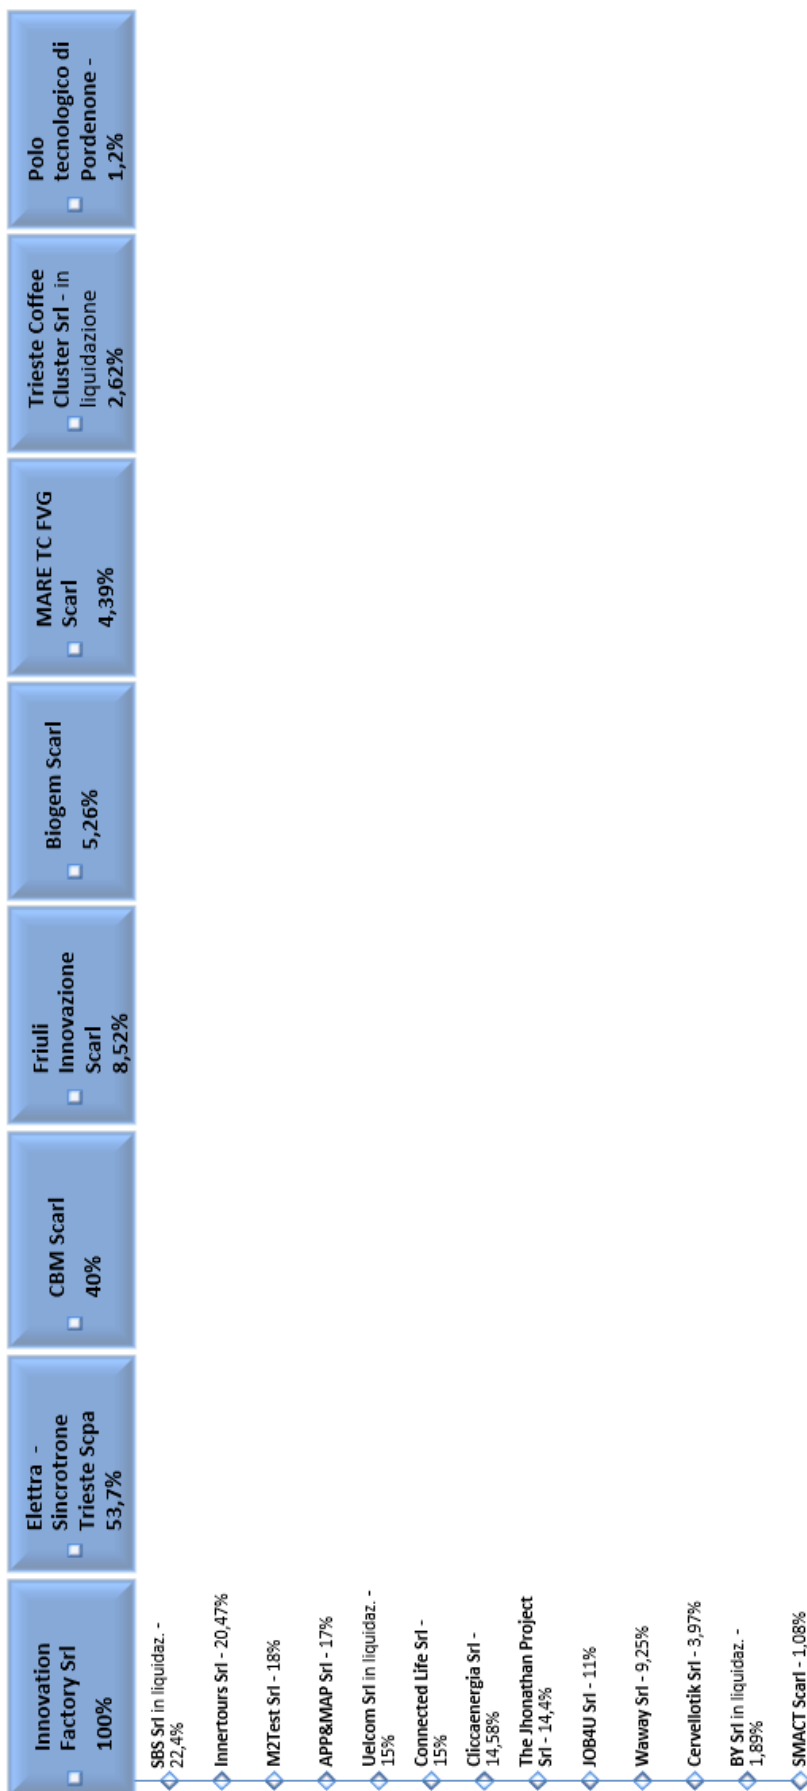 Innovation
Factory Srl
100%
Elettra -
Sincrotrone
Trieste Scpa
53,7%
CBM Scarl
40%
Friuli
Innovazione
Scarl
8,52%
Biogem Scarl
5,26%
MARE TC FVG
Scarl
4,39%
Trieste Coffee
Cluster Srl - in
liquidazione
2,62%
Polo
tecnologico di
Pordenone -
1,2%
SBS Srl in liquidaz. -
22,4%
Innertours Srl - 20,47%
M2Test Srl - 18%
APP&MAP Srl - 17%
Uelcom Srl in liquidaz. -
15%
Connected Life Srl -
15%
Cliccaenergia Srl -
14,58%
The Jhonathan Project
Srl - 14,4%
JOB4U Srl - 11%
Waway Srl - 9,25%
Cervellotik Srl - 3,97%
BY Srl in liquidaz. -
1,89%
SMACT Scarl - 1,08%